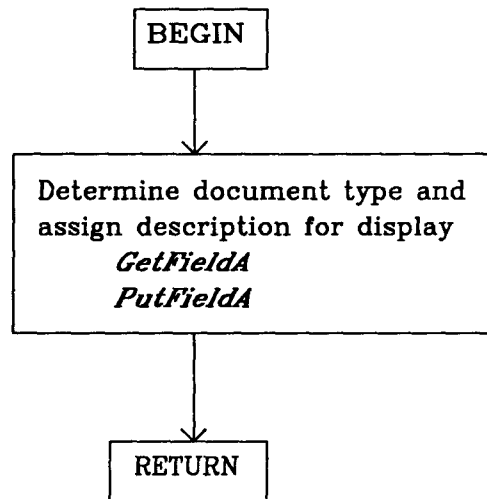 BEGIN
Determine document type and
assign description for display
GetFieldA
PutFieldA
RETURN